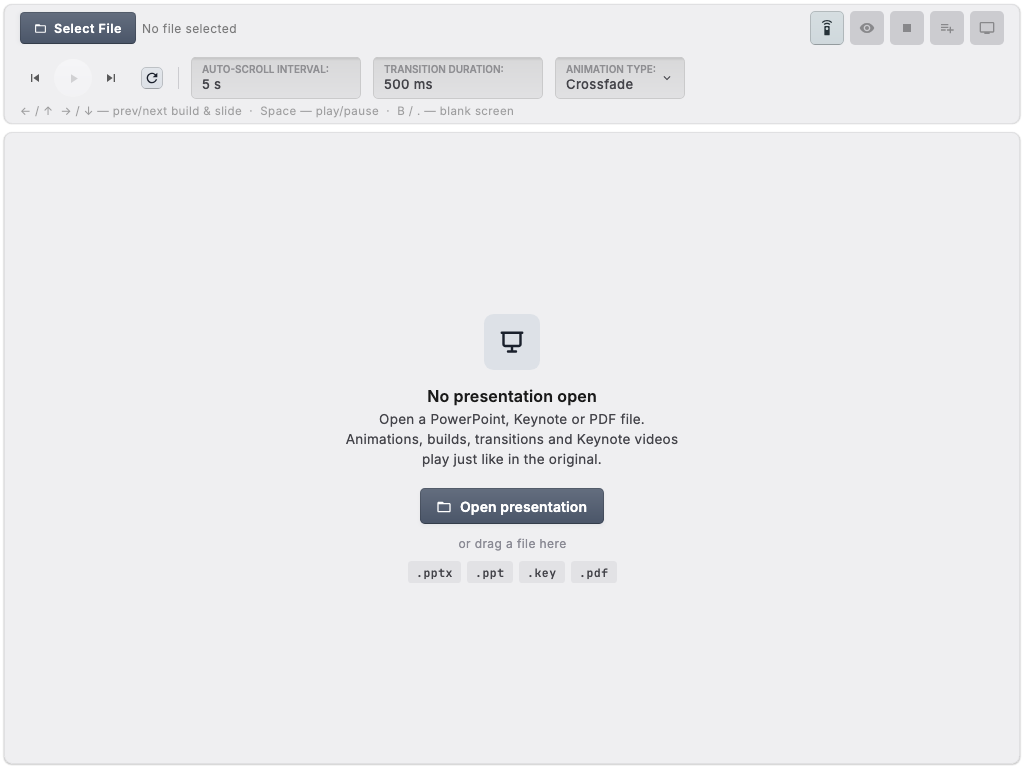 Select File
No file selected
AUTO-SCROLL INTERVAL:
5 s
TRANSITION DURATION:
500 ms
ANIMATION TYPE:
Crossfade
← / ↑ → / ↓ — prev/next build & slide · Space — play/pause · B / . — blank screen
No presentation open
Open a PowerPoint, Keynote or PDF file.
Animations, builds, transitions and Keynote videos
play just like in the original.
Open presentation
or drag a file here
.pptx .ppt .key .pdf